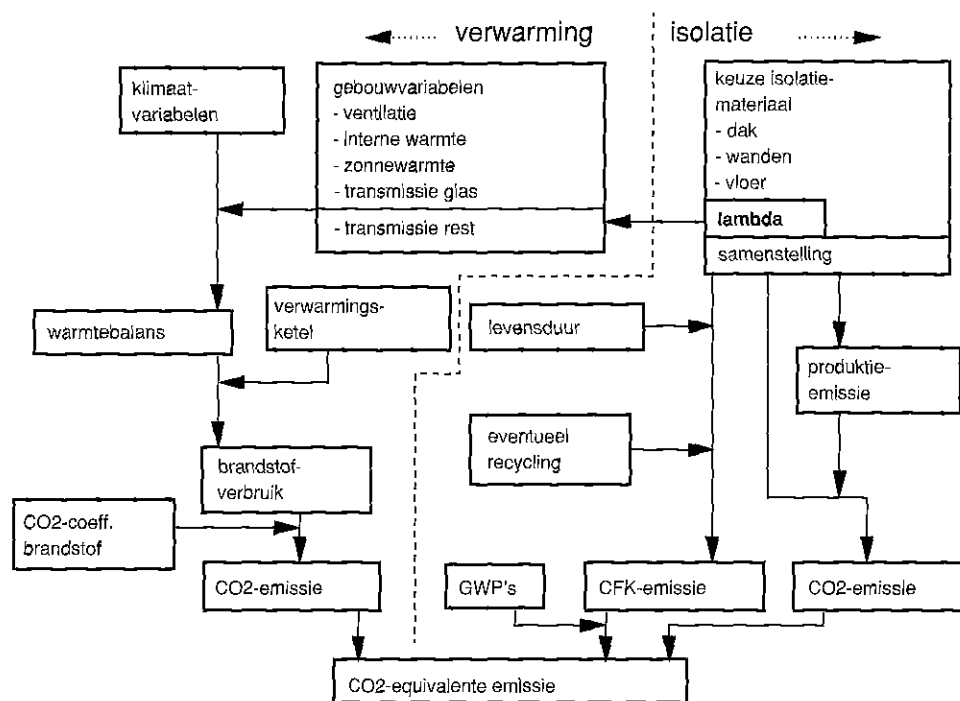 verwarming
isolatie
klimaat-
variabelen
gebouwvariabelen
- ventilatie
- interne warmte
- zonnewarmte
- transmissie glas
- transmissie rest
keuze isolatie-
materiaal
- dak
- wanden
- vloer
lambda
samenstelling
warmtebalans
verwarmings-
ketel
levensduur
produktie-
emissie
brandstof-
verbruik
eventueel
recycling
CO2-coeff.
brandstof
CO2-emissie
GWP's
CFK-emissie
CO2-emissie
CO2-equivalente emissie